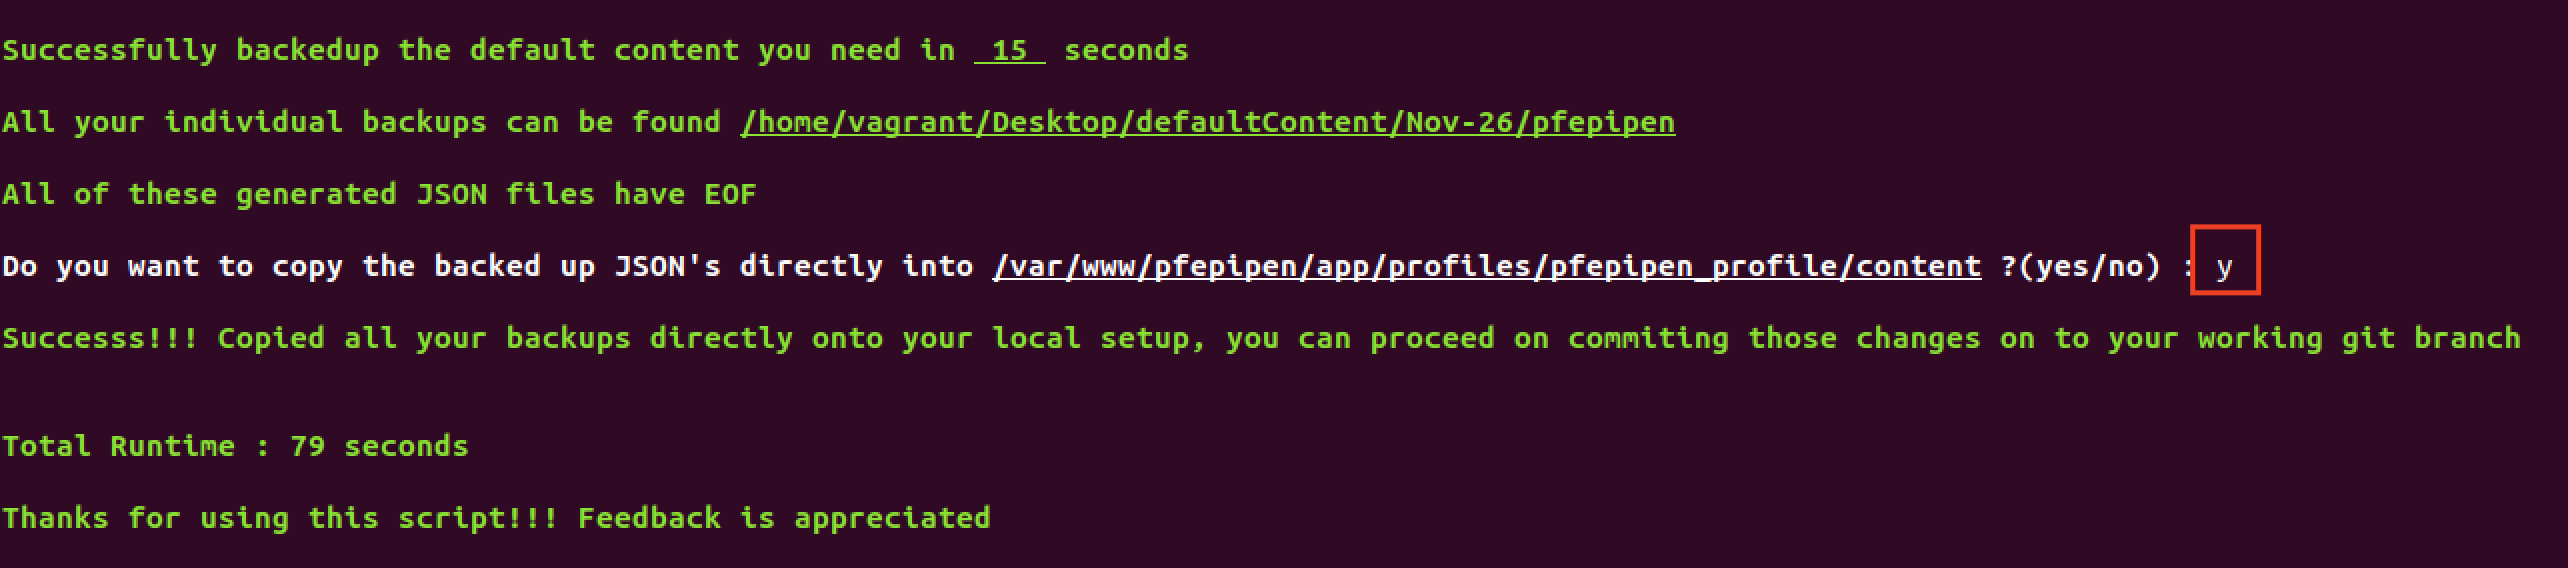 Successfully backedup the default content you need in  15  seconds
All your individual backups can be found /home/vagrant/Desktop/defaultContent/Nov-26/pfepipen
All of these generated JSON files have EOF
Do you want to copy the backed up JSON's directly into /var/www/pfepipen/app/profiles/pfepipen_profile/content ?(yes/no) : y
Successs!!! Copied all your backups directly onto your local setup, you can proceed on commiting those changes on to your working git branch
Total Runtime : 79 seconds
Thanks for using this script!!! Feedback is appreciated